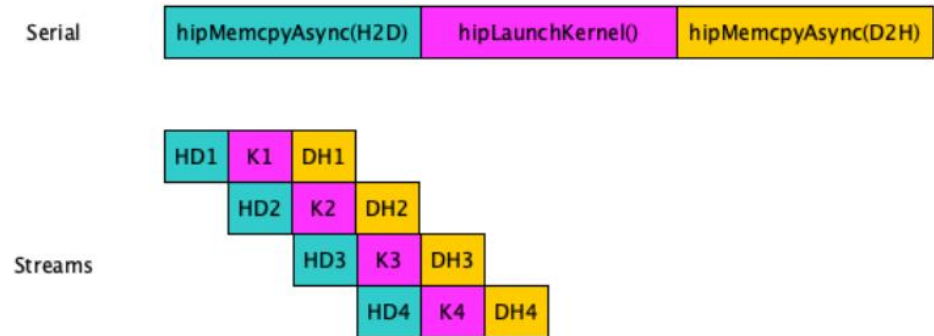 Serial hipMemcpyAsync(H2D) hipLaunchKernel() hipMemcpyAsync(D2H)
HD1 K1 DH1
HD2 K2 DH2
HD3 K3 DH3
Streams
HD4 K4 DH4